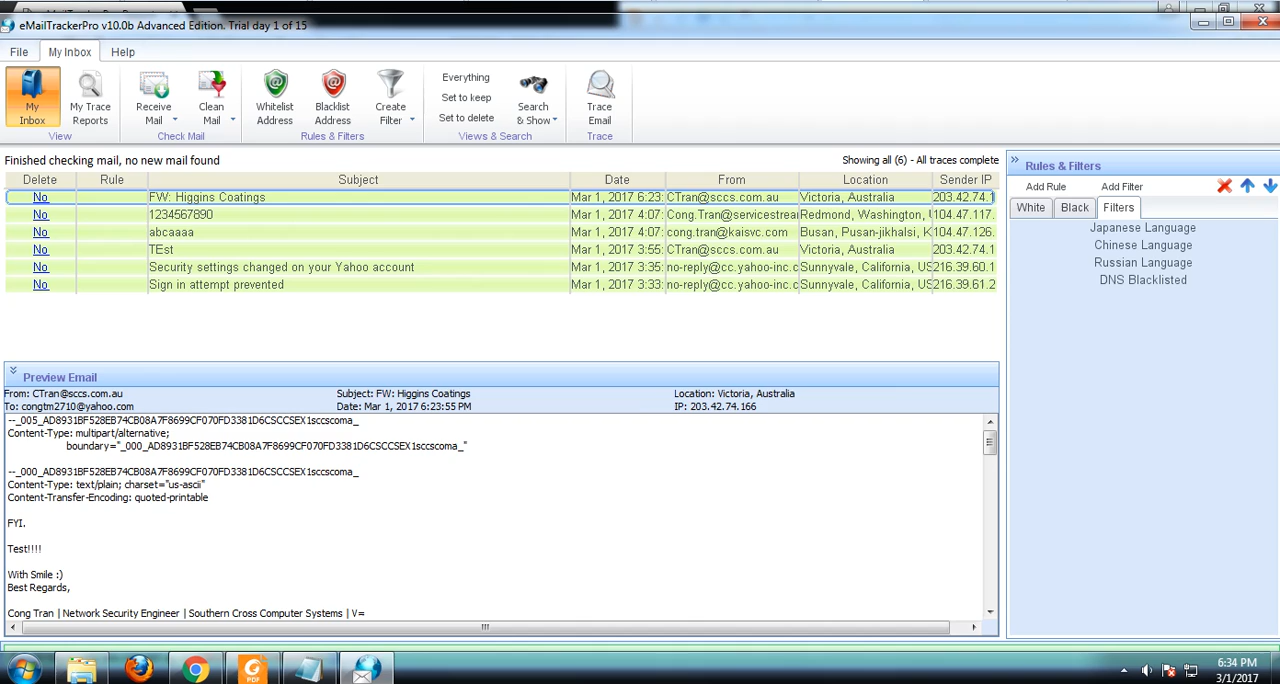 eMailTrackerPro v10.0b Advanced Edition. Trial day 1 of 15
File My Inbox Help
My Inbox
My Trace Reports
View
Receive Mail
Clean Mail
Check Mail
Whitelist Address
Blacklist Address
Create Filter
Rules & Filters
Everything
Set to keep
Set to delete
Search & Show
Views & Search
Trace Email
Trace
Finished checking mail, no new mail found
Showing all (6) - All traces complete
Delete Rule Subject Date From Location Sender IP
No FW: Higgins Coatings Mar 1, 2017 6:23: CTran@sccs.com.au Victoria, Australia 203.42.74.1
No 1234567890 Mar 1, 2017 4:07: Cong.Tran@servicestrea Redmond, Washington, 104.47.117.
No abcaaaa Mar 1, 2017 4:07: cong.tran@kaisvc.com Busan, Pusan-jikhalsi, K 104.47.126.
No TEst Mar 1, 2017 3:55: CTran@sccs.com.au Victoria, Australia 203.42.74.1
No Security settings changed on your Yahoo account Mar 1, 2017 3:35: no-reply@cc.yahoo-inc.c Sunnyvale, California, US 216.39.60.1
No Sign in attempt prevented Mar 1, 2017 3:33: no-reply@cc.yahoo-inc.c Sunnyvale, California, US 216.39.61.2
Rules & Filters
Add Rule Add Filter
White Black Filters
Japanese Language
Chinese Language
Russian Language
DNS Blacklisted
Preview Email
From: CTran@sccs.com.au Subject: FW: Higgins Coatings Location: Victoria, Australia
To: congtm2710@yahoo.com Date: Mar 1, 2017 6:23:55 PM IP: 203.42.74.166
--_005_AD8931BF528EB74CB08A7F8699CF070FD3381D6CSCCSEX1sccscoma_
Content-Type: multipart/alternative;
boundary="_000_AD8931BF528EB74CB08A7F8699CF070FD3381D6CSCCSEX1sccscoma_"
--_000_AD8931BF528EB74CB08A7F8699CF070FD3381D6CSCCSEX1sccscoma_
Content-Type: text/plain; charset="us-ascii"
Content-Transfer-Encoding: quoted-printable
FYI.
Test!!!!
With Smile :)
Best Regards,
Cong Tran | Network Security Engineer | Southern Cross Computer Systems | V=
PDF
6:34 PM
3/1/2017